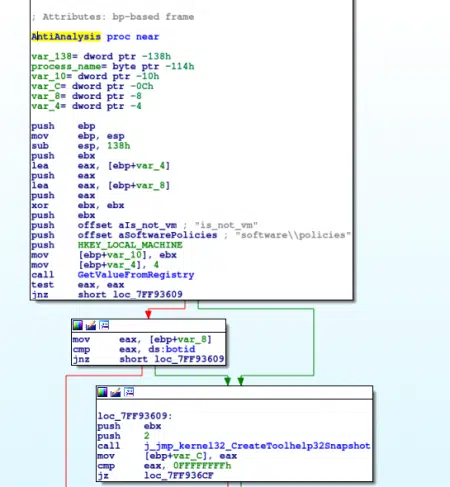 ; Attributes: bp-based frame
AntiAnalysis proc near
var_138= dword ptr -138h
process_name= byte ptr -114h
var_10= dword ptr -10h
var_C= dword ptr -0Ch
var_8= dword ptr -8
var_4= dword ptr -4
push ebp
mov ebp, esp
sub esp, 138h
push ebx
lea eax, [ebp+var_4]
push eax
lea eax, [ebp+var_8]
push eax
xor ebx, ebx
push ebx
push offset aIs_not_vm ; "is_not_vm"
push offset aSoftwarePolicies ; "software\\policies"
push HKEY_LOCAL_MACHINE
mov [ebp+var_10], ebx
mov [ebp+var_4], 4
call GetValueFromRegistry
test eax, eax
jnz short loc_7FF93609
mov eax, [ebp+var_8]
cmp eax, ds:botid
jnz short loc_7FF93609
loc_7FF93609:
push ebx
push 2
call j_jmp_kernel32_CreateToolhelp32Snapshot
mov [ebp+var_C], eax
cmp eax, 0FFFFFFFFh
jz loc_7FF936CF